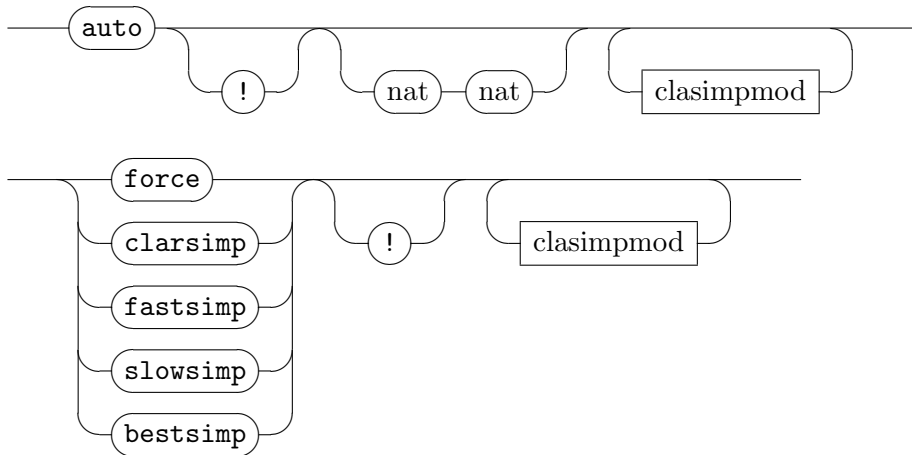 auto
! nat nat clasimpmod
force
clarsimp ! clasimpmod
fastsimp
slowsimp
bestsimp